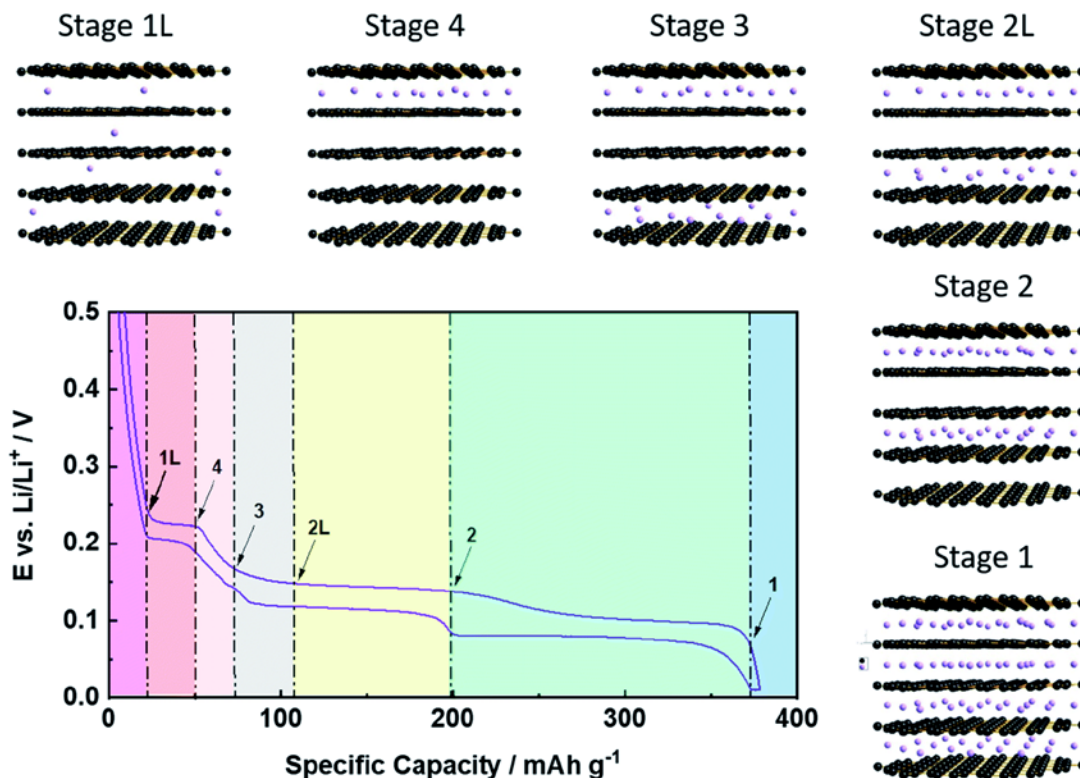 Stage 1L
Stage 4
Stage 3
Stage 2L
Stage 2
Stage 1
E vs. Li/Li⁺ / V
0.5
0.4
0.3
0.2
0.1
0.0
1L
4
3
2L
2
1
0
100
200
300
400
Specific Capacity / mAh g⁻¹